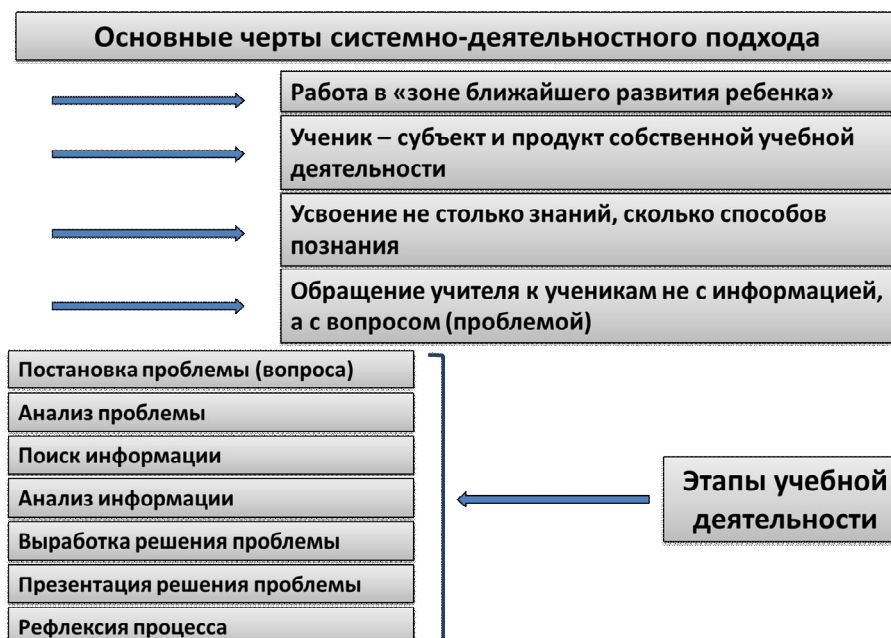 Основные черты системно-деятельностного подхода
Работа в «зоне ближайшего развития ребенка»
Ученик – субъект и продукт собственной учебной
деятельности
Усвоение не столько знаний, сколько способов
познания
Обращение учителя к ученикам не с информацией,
а с вопросом (проблемой)
Постановка проблемы (вопроса)
Анализ проблемы
Поиск информации
Анализ информации
Выработка решения проблемы
Презентация решения проблемы
Рефлексия процесса
Этапы учебной
деятельности